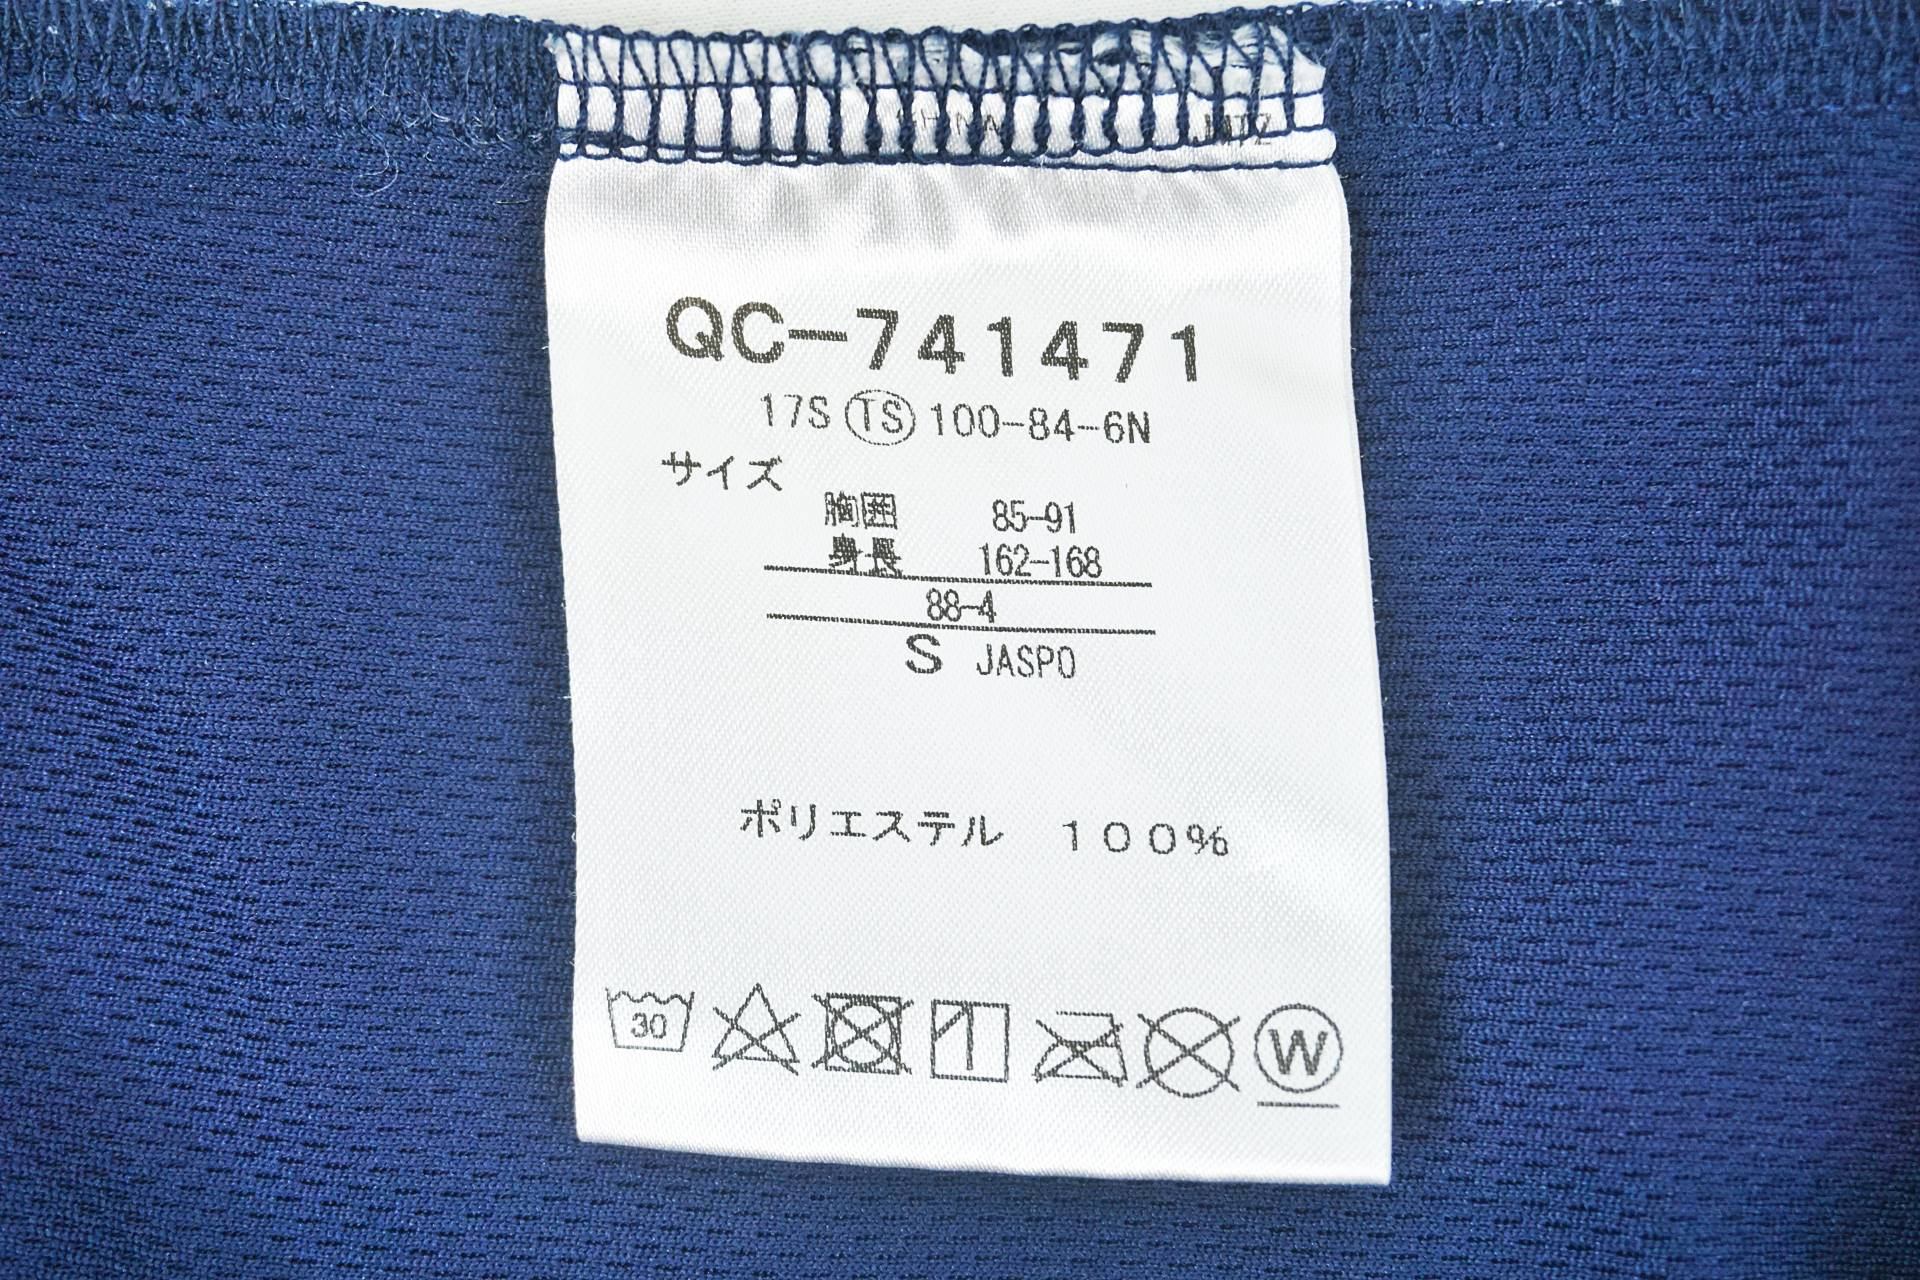 CHINA
QC-741471
17S TS 100-84-6N
サイズ
胸囲 85-91
身長 162-168
88-4
S JASPO
ポリエステル 100%
30
W